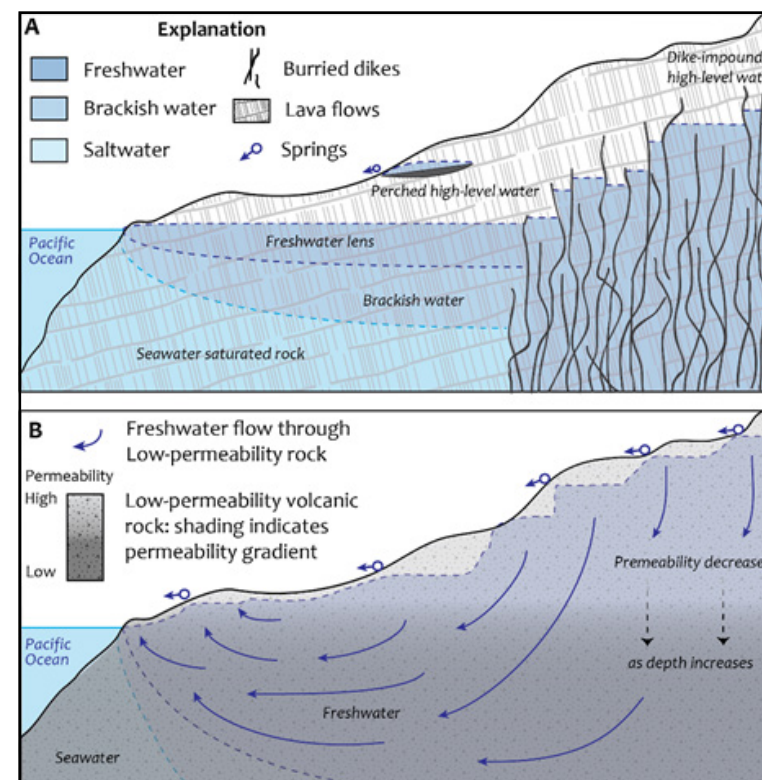 A
Explanation
Freshwater
Burried dikes
Brackish water
Lava flows
Saltwater
Springs
Dike-impound
high-level wat
Perched high-level water
Pacific
Ocean
Freshwater lens
Brackish water
Seawater saturated rock
B
Freshwater flow through
Low-permeability rock
Permeability
High
Low
Low-permeability volcanic
rock: shading indicates
permeability gradient
Premeability decrease
as depth increases
Pacific
Ocean
Freshwater
Seawater